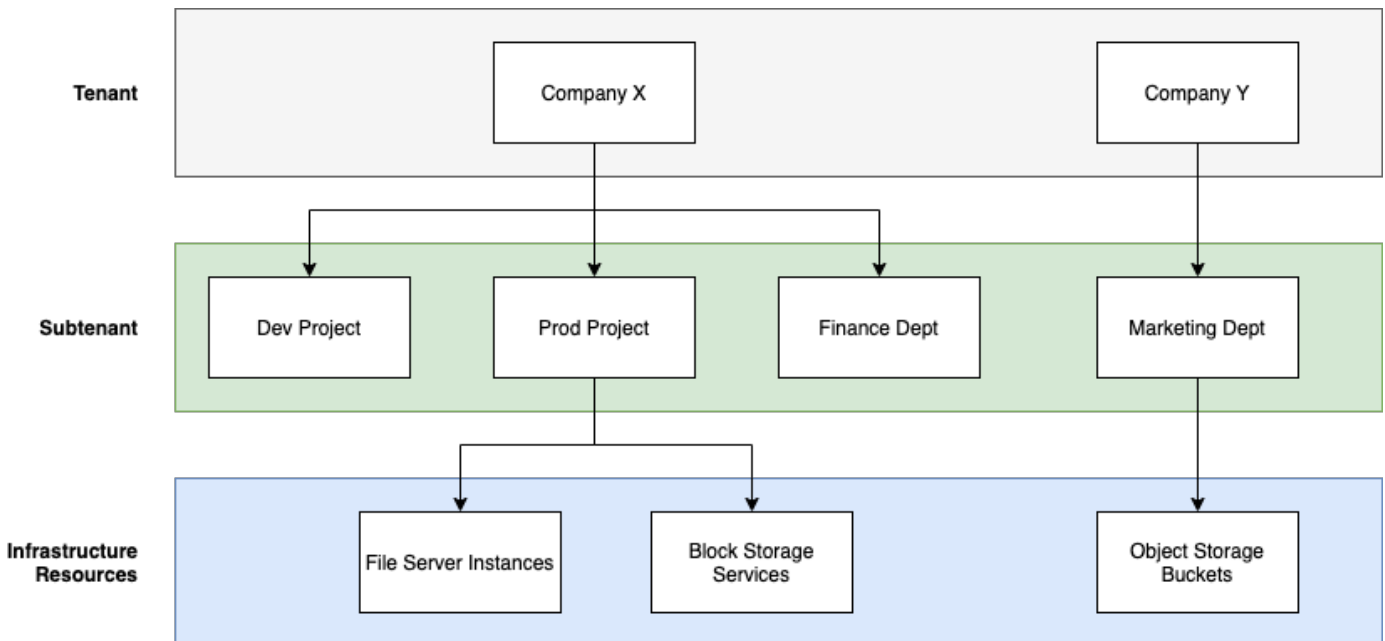 Tenant
Company X
Company Y
Subtenant
Dev Project
Prod Project
Finance Dept
Marketing Dept
Infrastructure
Resources
File Server Instances
Block Storage
Services
Object Storage
Buckets